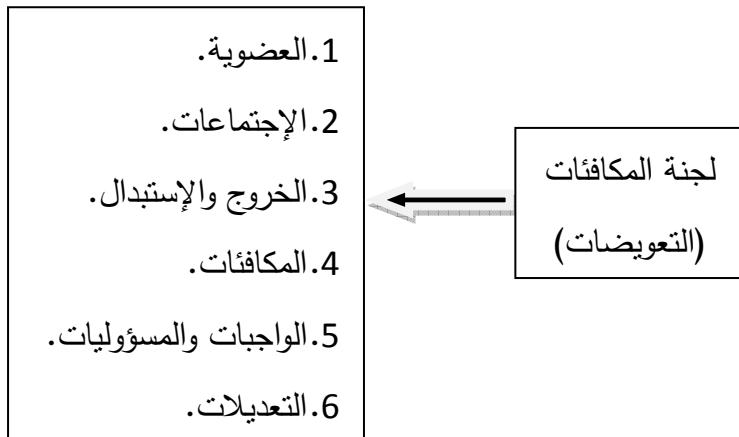 لجنة المكافئات
(التعويضات)
1.العضوية.
2.الإجتماعات.
3.الخروج والإستبدال.
4.المكافئات.
5.الواجبات والمسؤوليات.
6.التعديلات.